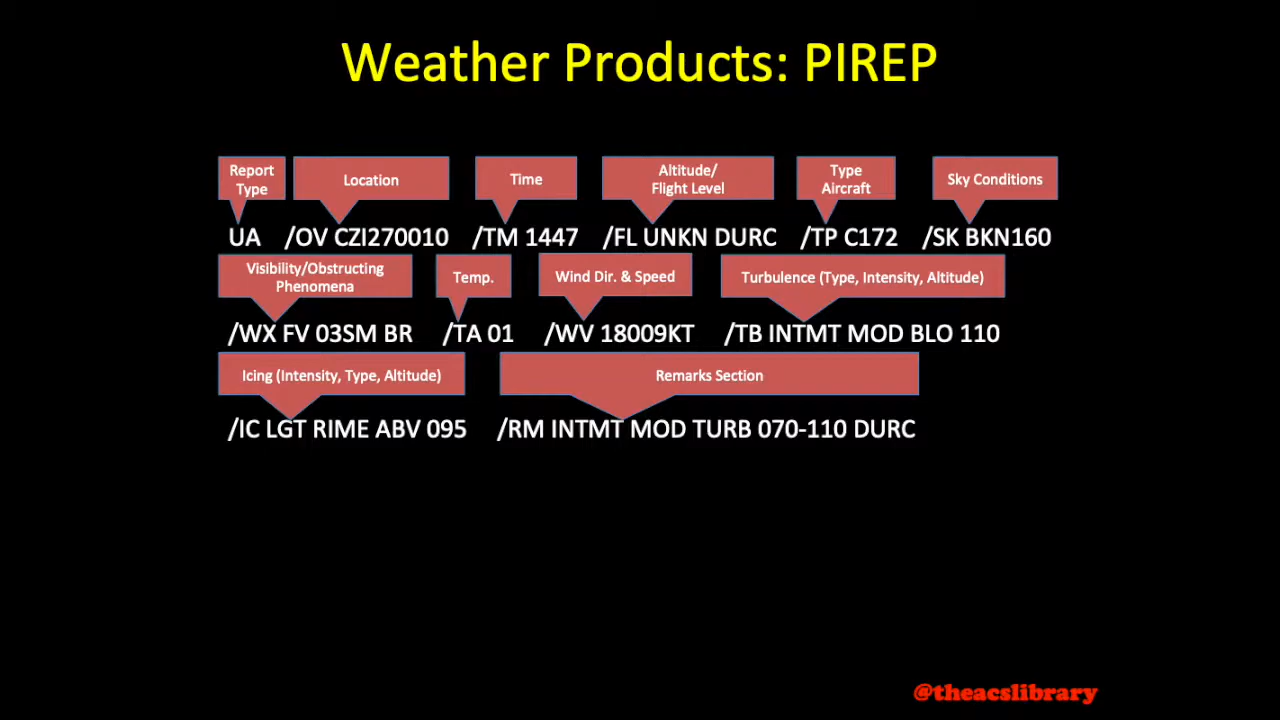 Weather Products: PIREP
Report Type
Location
Time
Altitude/ Flight Level
Type Aircraft
Sky Conditions
UA /OV CZI270010 /TM 1447 /FL UNKN DURC /TP C172 /SK BKN160
Visibility/Obstructing Phenomena
Temp.
Wind Dir. & Speed
Turbulence (Type, Intensity, Altitude)
/WX FV 03SM BR /TA 01 /WV 18009KT /TB INTMT MOD BLO 110
Icing (Intensity, Type, Altitude)
Remarks Section
/IC LGT RIME ABV 095 /RM INTMT MOD TURB 070-110 DURC
@theacslibrary